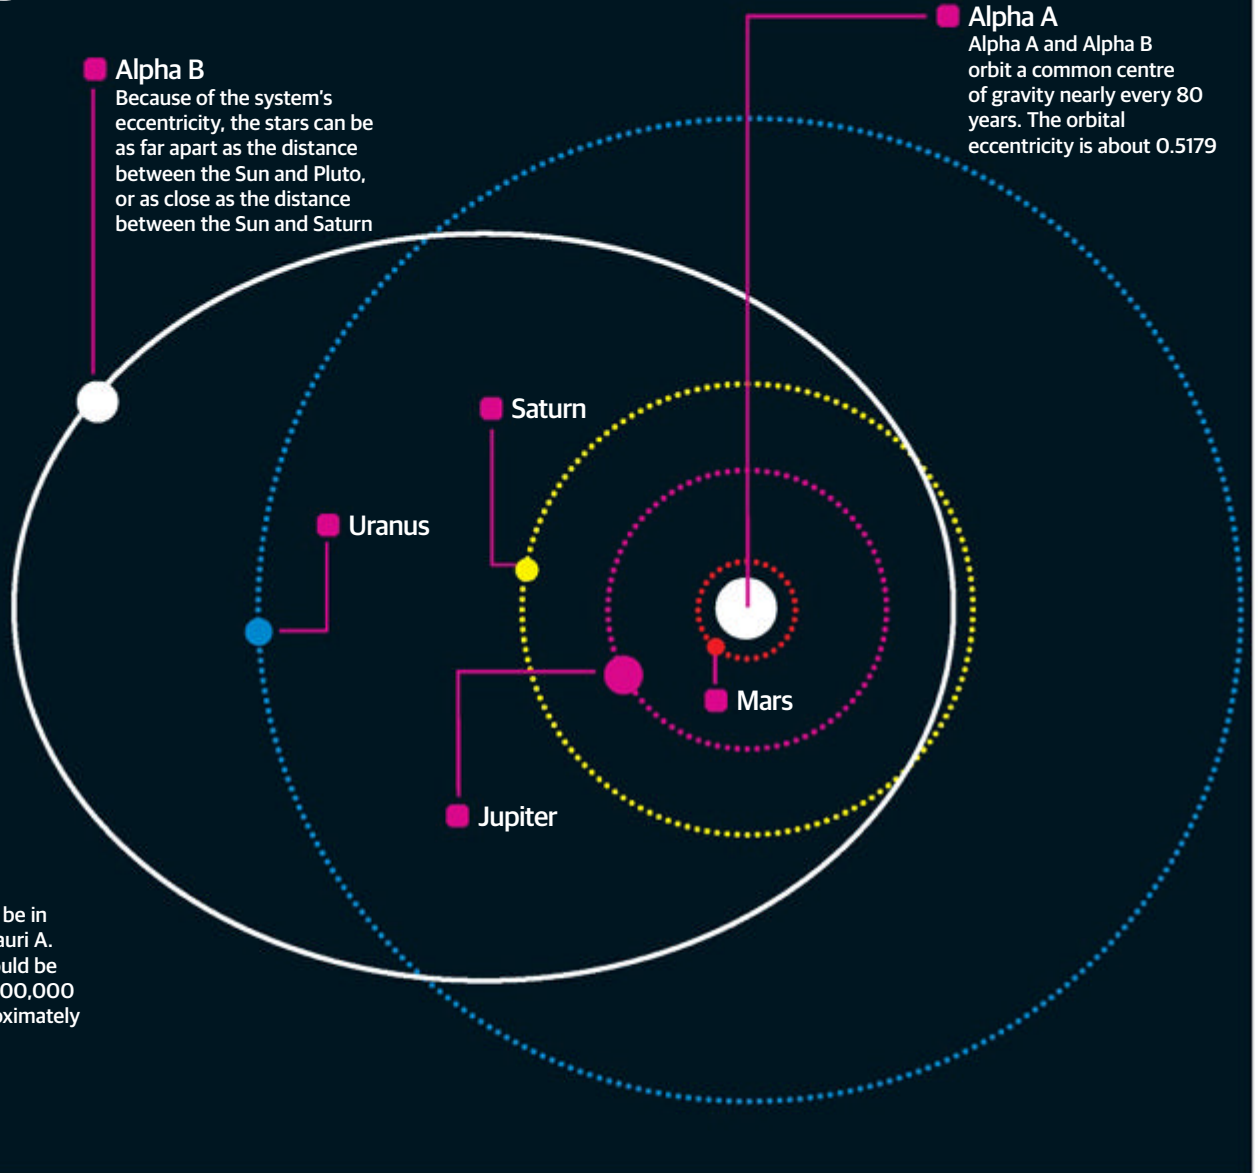 Alpha A
Alpha A and Alpha B
orbit a common centre
of gravity nearly every 80
years. The orbital
eccentricity is about 0.5179
Alpha B
Because of the system's
eccentricity, the stars can be
as far apart as the distance
between the Sun and Pluto,
or as close as the distance
between the Sun and Saturn
Saturn
Uranus
Mars
Jupiter
be in
auri A.
uld be
00,000
oximately